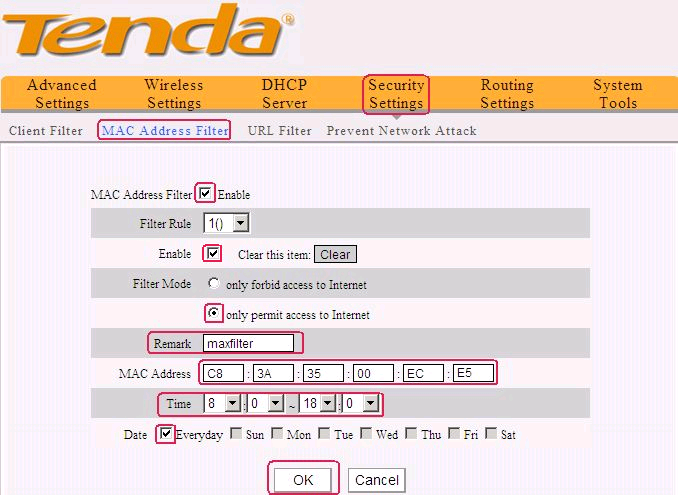 Tenda®
Advanced Settings Wireless Settings DHCP Server Security Settings Routing Settings System Tools
Client Filter MAC Address Filter URL Filter Prevent Network Attack
MAC Address Filter Enable
Filter Rule 1()
Enable Clear this item: Clear
Filter Mode only forbid access to Internet
only permit access to Internet
Remark maxfilter
MAC Address C8 : 3A : 35 : 00 : EC : E5
Time 8 : 0 ~ 18 : 0
Date Everyday Sun Mon Tue Wed Thu Fri Sat
OK Cancel